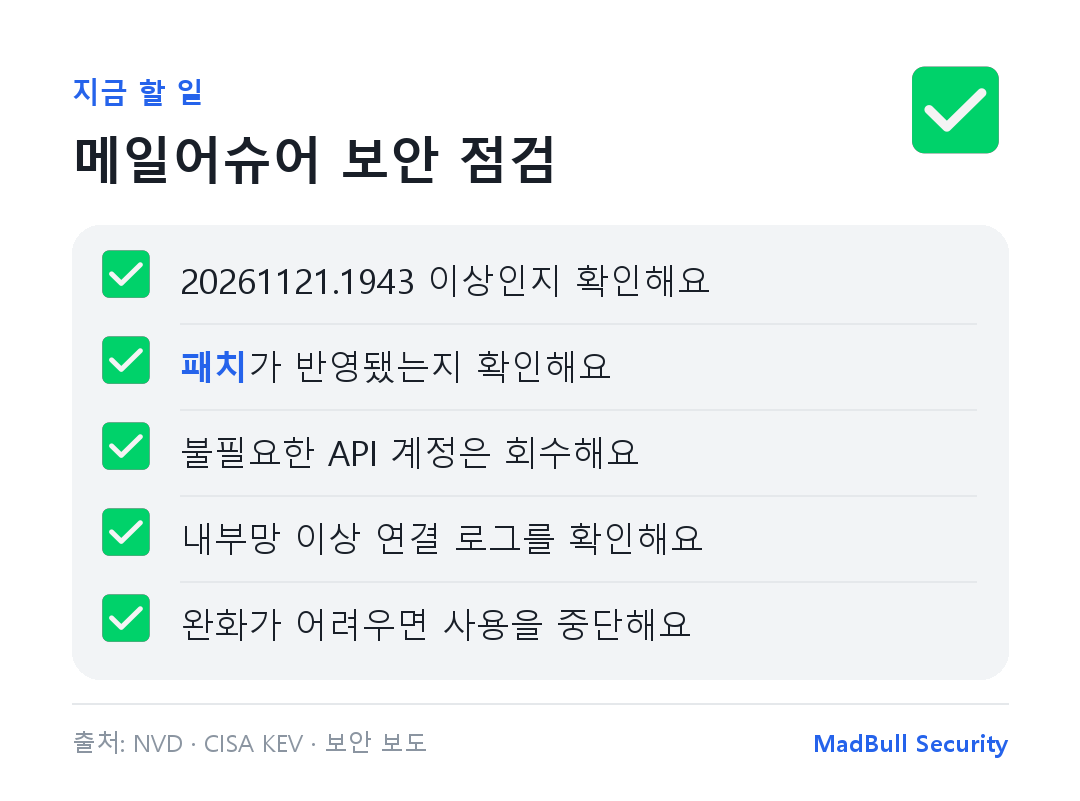 지금 할 일
메일어슈어 보안 점검
20261121.1943 이상인지 확인해요
패치가 반영됐는지 확인해요
불필요한 API 계정은 회수해요
내부망 이상 연결 로그를 확인해요
완화가 어려우면 사용을 중단해요
출처: NVD · CISA KEV · 보안 보도
MadBull Security